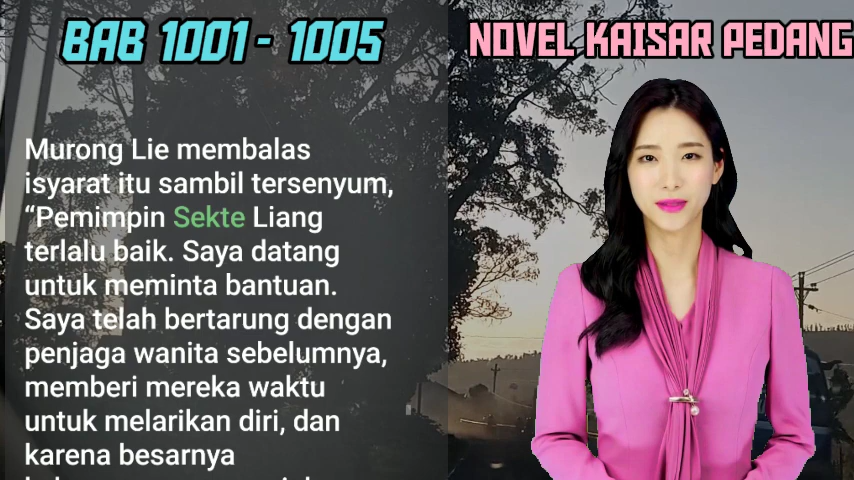 BAB 1001 - 1005
NOVEL KAISAR PEDANG
Murong Lie membalas
isyarat itu sambil tersenyum,
“Pemimpin Sekte Liang
terlalu baik. Saya datang
untuk meminta bantuan.
Saya telah bertarung dengan
penjaga wanita sebelumnya,
memberi mereka waktu
untuk melarikan diri, dan
karena besarnya